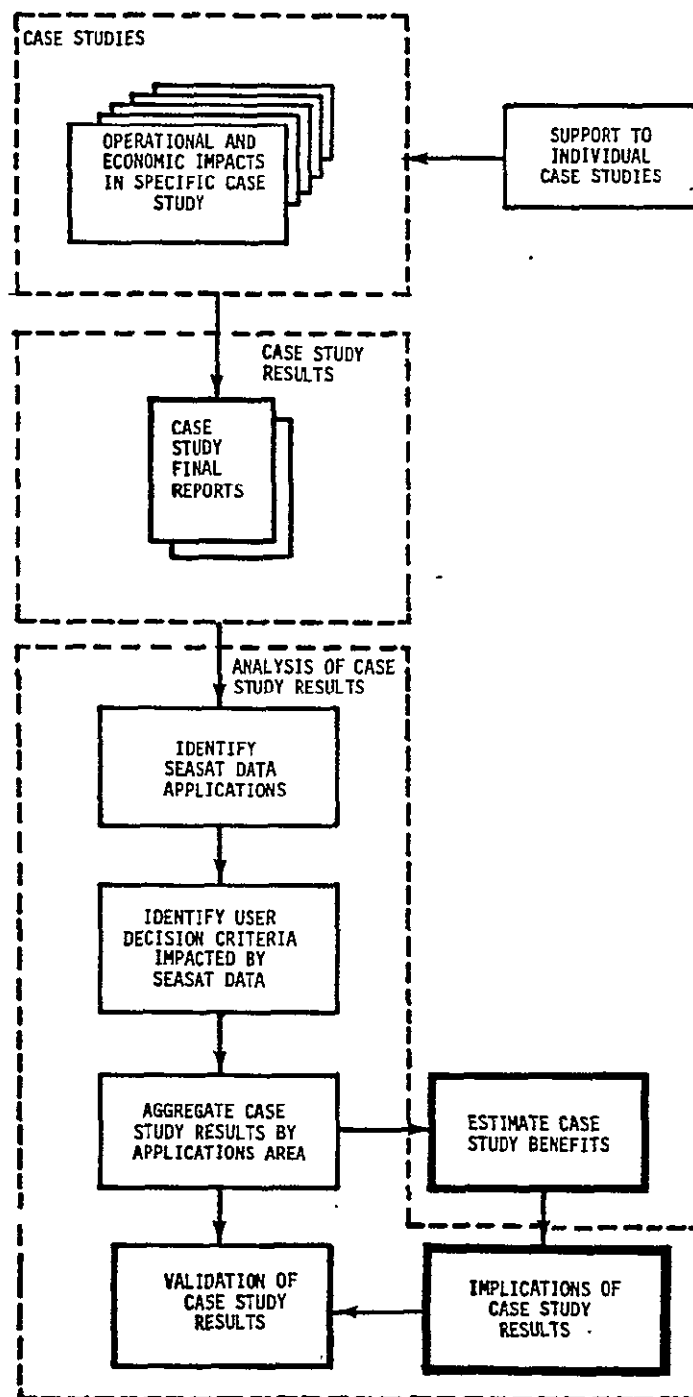 CASE STUDIES
OPERATIONAL AND
ECONOMIC IMPACTS
IN SPECIFIC CASE
STUDY
SUPPORT TO
INDIVIDUAL
CASE STUDIES
CASE STUDY
RESULTS
CASE
STUDY
FINAL
REPORTS
ANALYSIS OF CASE
STUDY RESULTS
IDENTIFY
SEASAT DATA
APPLICATIONS
IDENTIFY USER
DECISION CRITERIA
IMPACTED BY
SEASAT DATA
AGGREGATE CASE
STUDY RESULTS BY
APPLICATIONS AREA
ESTIMATE CASE
STUDY BENEFITS
VALIDATION OF
CASE STUDY
RESULTS
IMPLICATIONS OF
CASE STUDY
RESULTS